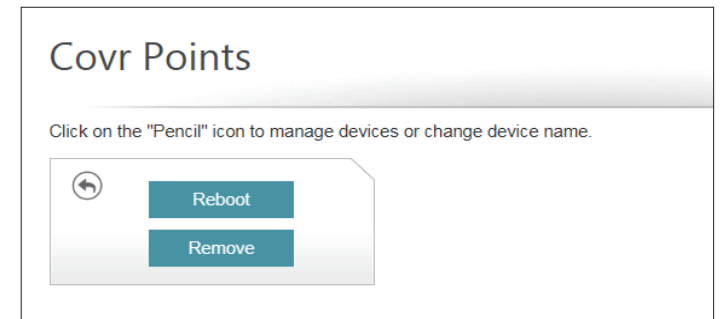 Covr Points
Click on the "Pencil" icon to manage devices or change device name.
Reboot
Remove